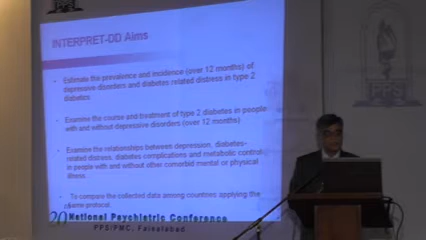 INTERPRET-DD Aims
Estimate the prevalence and incidence (over 12 months) of
depressive disorders and diabetes related distress in type 2
diabetes
Examine the course and treatment of type 2 diabetes in people
with and without depressive disorders (over 12 months)
Examine the relationships between depression, diabetes-
related distress, diabetes complications and metabolic control
in people with and without other comorbid mental or physical
illness.
To compare the collected data among countries applying the
same protocol.
20 National Psychiatric Conference
PPS/PMC, Faisalabad
PPS